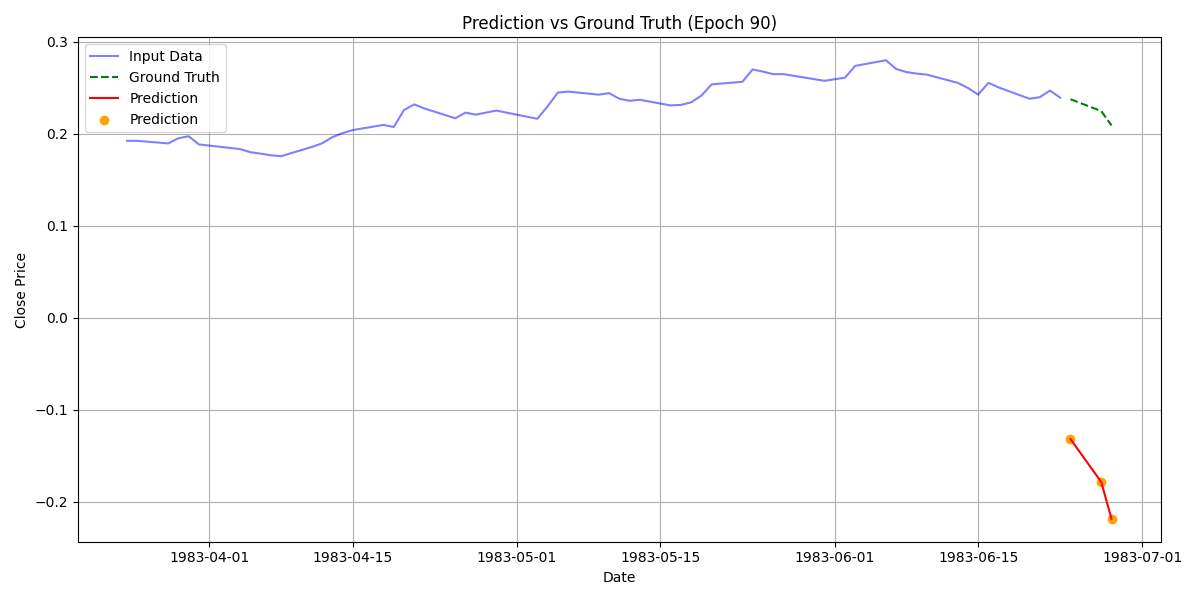 Prediction vs Ground Truth (Epoch 90)
Input Data
Ground Truth
Prediction
Prediction
0.3
0.2
0.1
0.0
−0.1
−0.2
Close Price
1983-04-01 1983-04-15 1983-05-01 1983-05-15 1983-06-01 1983-06-15 1983-07-01
Date